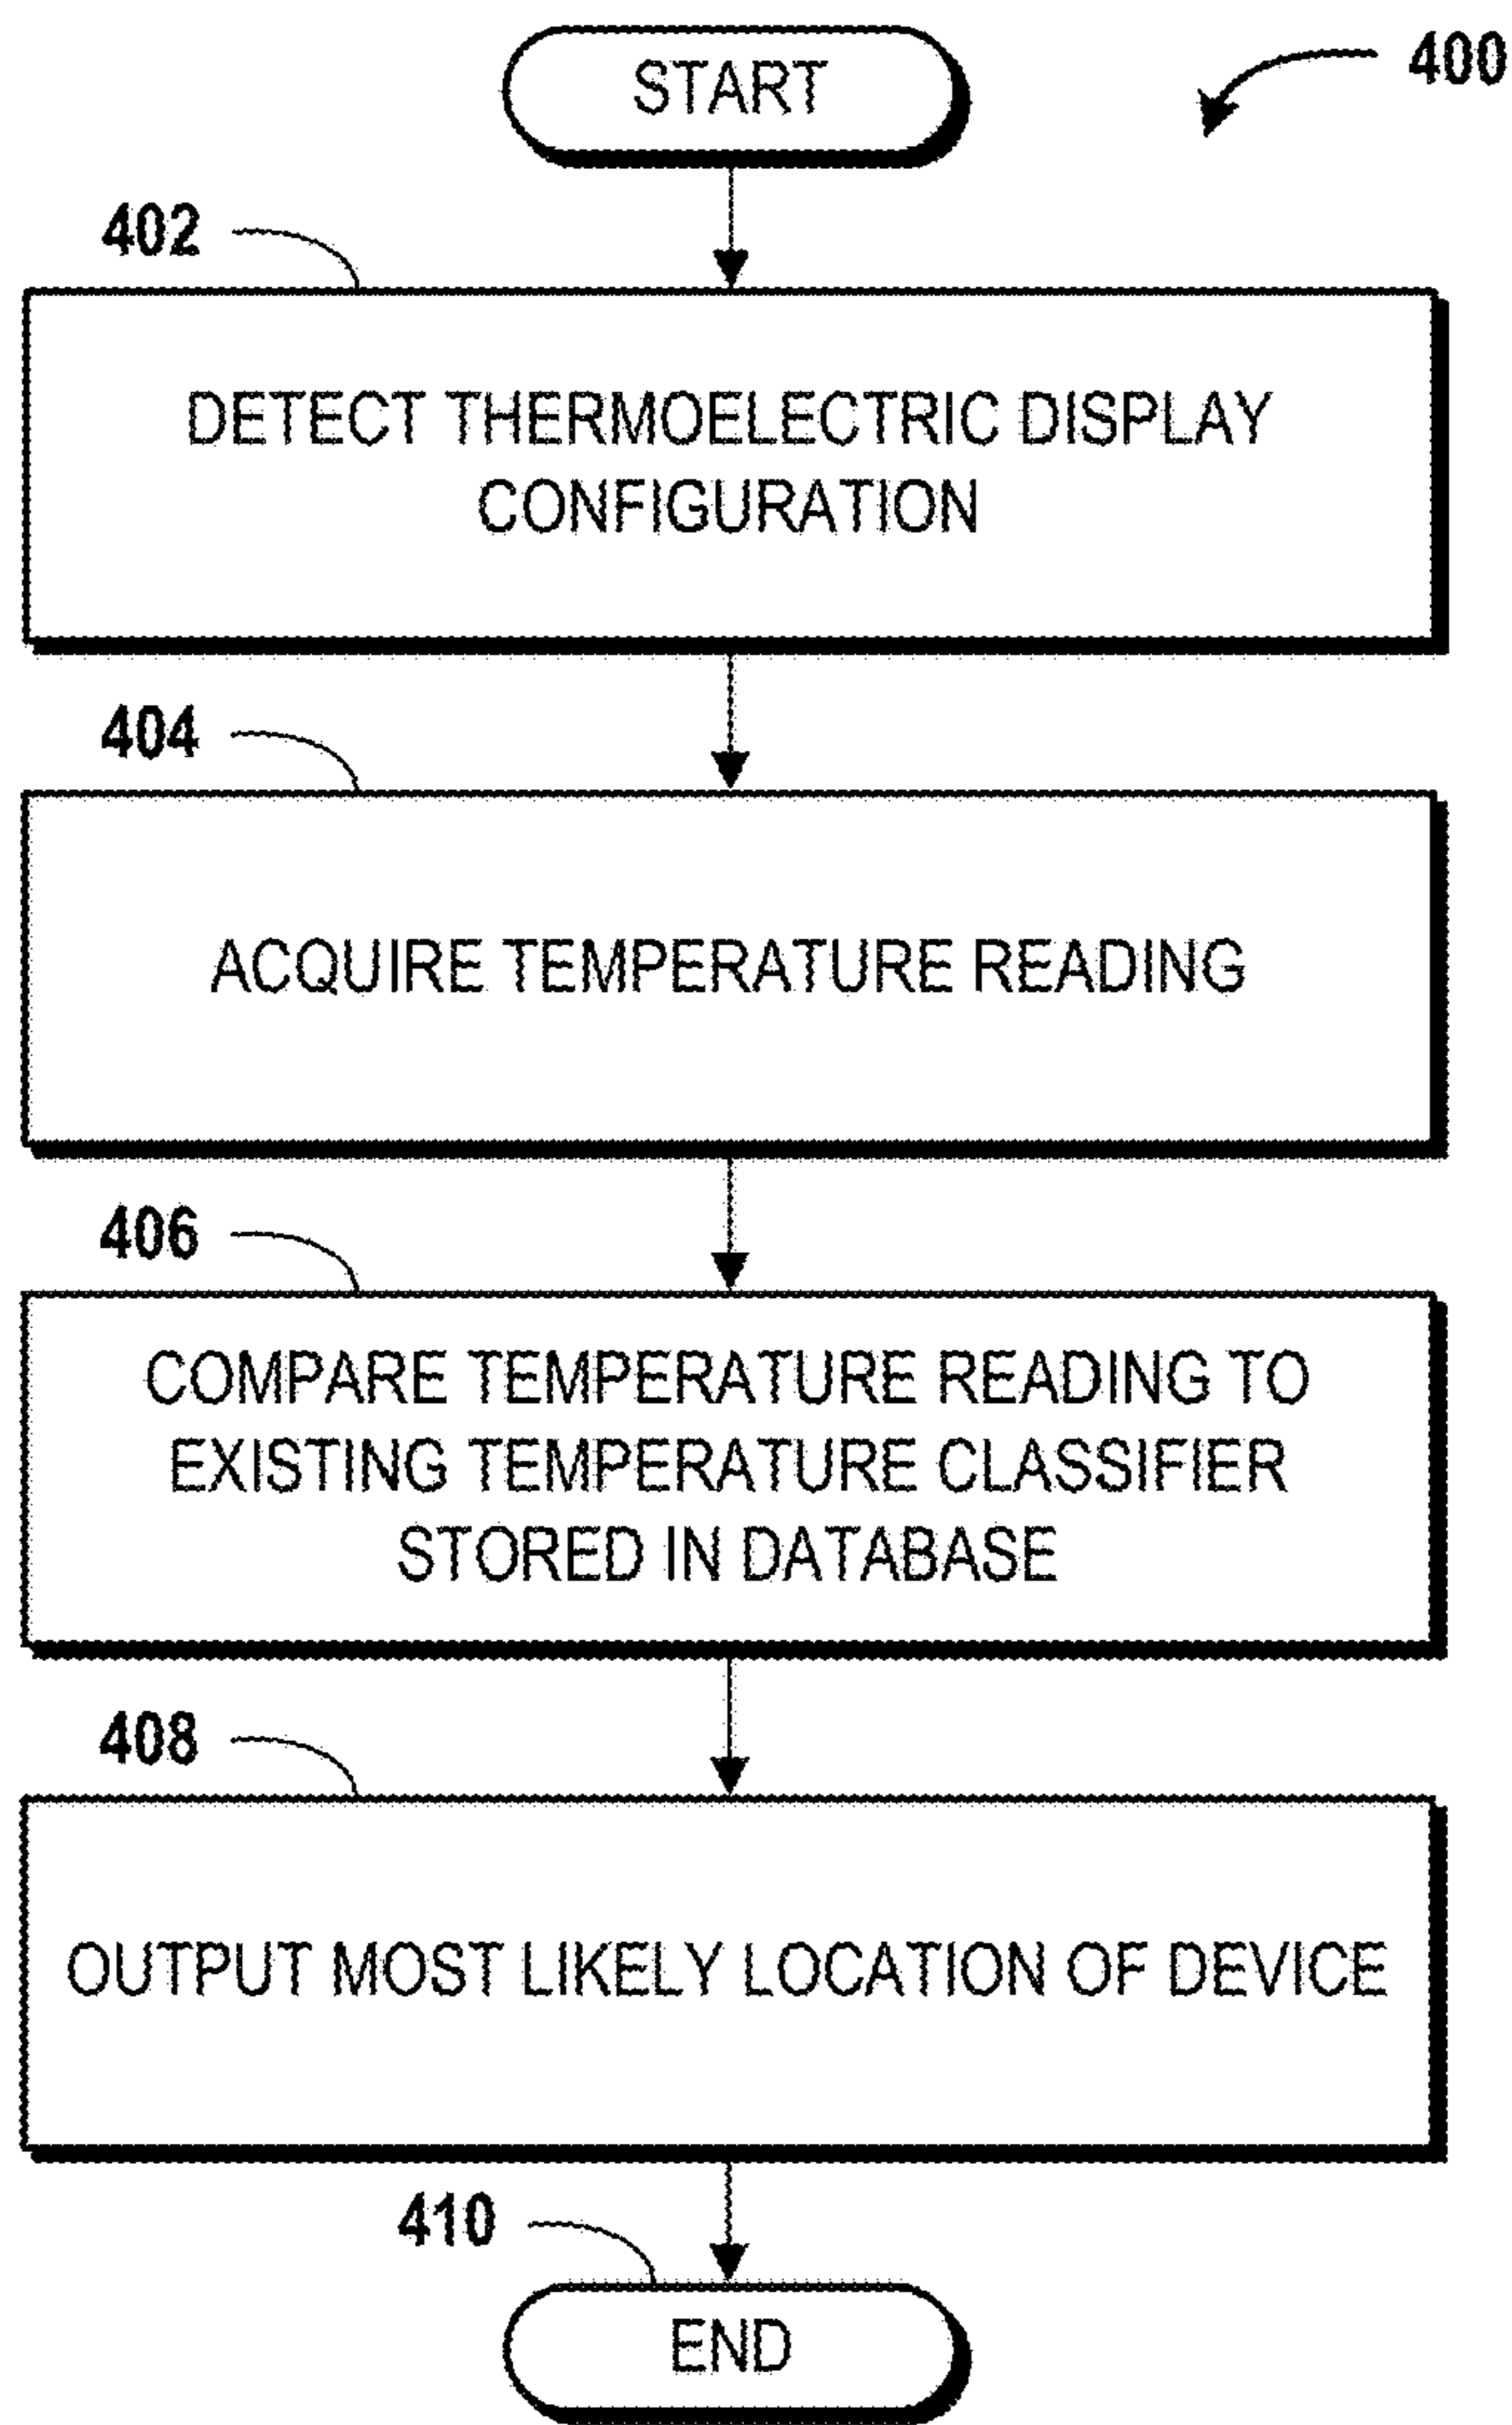 START
400
402
DETECT THERMOELECTRIC DISPLAY
CONFIGURATION
404
ACQUIRE TEMPERATURE READING
406
COMPARE TEMPERATURE READING TO
EXISTING TEMPERATURE CLASSIFIER
STORED IN DATABASE
408
OUTPUT MOST LIKELY LOCATION OF DEVICE
410
END